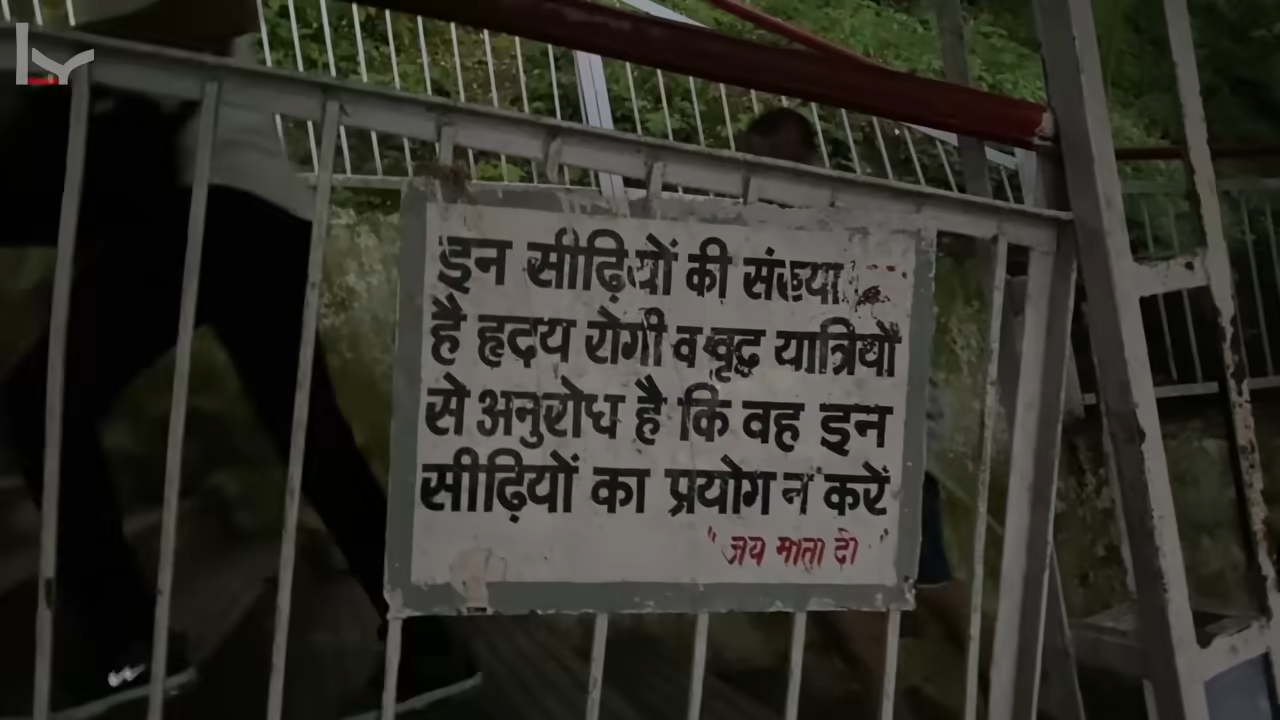 इन सीढ़ियों की संख्या
है हृदय रोगी व वृद्ध यात्रियों
से अनुरोध है कि वह इन
सीढ़ियों का प्रयोग न करें
"जय माता दी"